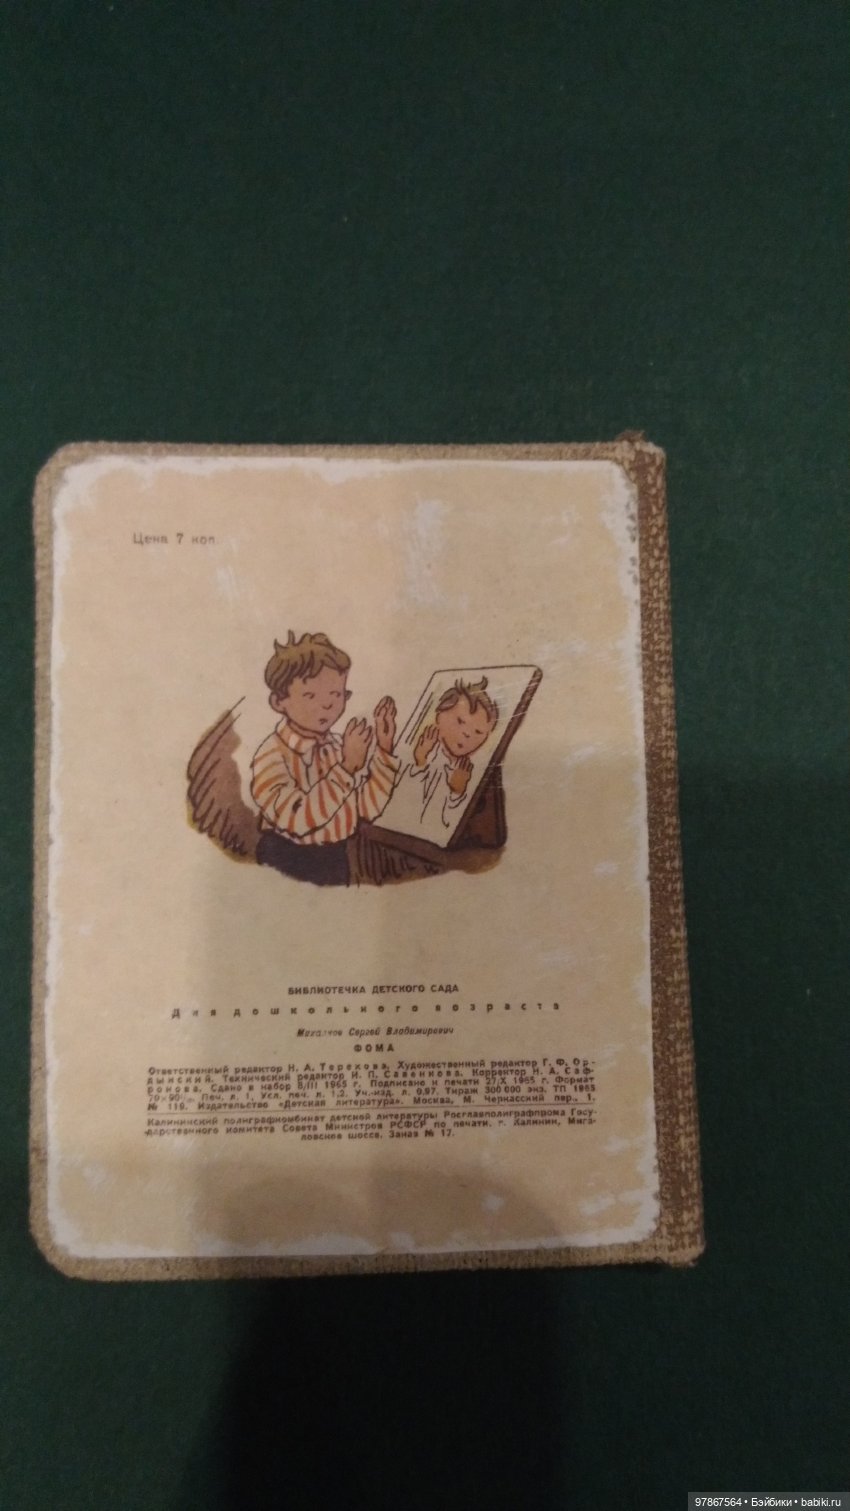 Цена 7 коп.
БИБЛИОТЕЧКА ДЕТСКОГО САДА
Для дошкольного возраста
Михалков Сергей Владимирович
ФОМА
Ответственный редактор Н. А. Терехова. Художественный редактор Г. Ф. Ор-
дынский. Технический редактор И. П. Савенкова. Корректор Н. А. Саф-
ронова. Сдано в набор 8/III 1965 г. Подписано к печати 27/X 1965 г. Формат
Печ. л. 1. Усл. печ. л. 1,2. Уч.-изд. л. 0,97. Тираж 300 000 экз. ТП 1965
№ 119. Издательство «Детская литература». Москва, М. Черкасский пер., 1.
Калининский полиграфкомбинат детской литературы Росглавполиграфпрома Госу-
дарственного комитета Совета Министров РСФСР по печати. г. Калинин, Мига-
ловское шоссе. Заказ № 17.
97867564 • Бэйбики • babiki.ru